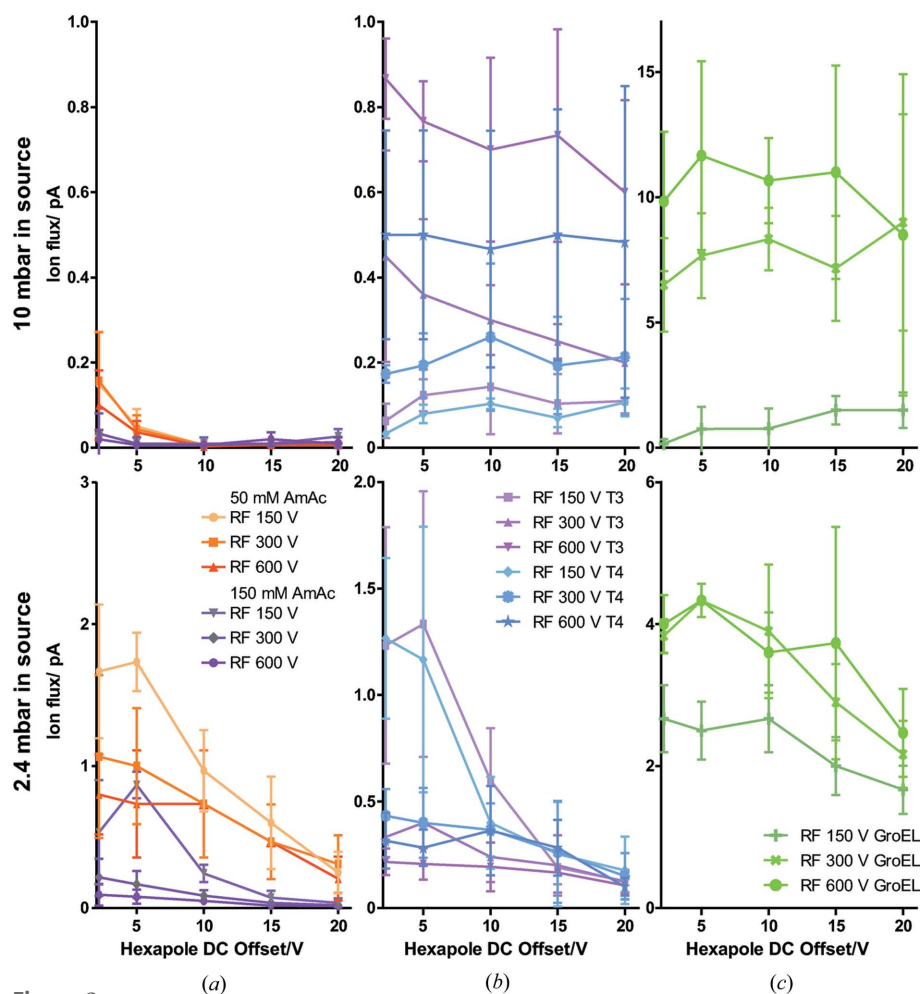 10 mbar in source
Ion flux/ pA
1.0
0.8
0.6
0.4
0.2
0
5
10
15
20
1.0
0.8
0.6
0.4
0.2
0
5
10
15
20
15
10
5
0
5
10
15
20
2.4 mbar in source
Ion flux/ pA
3
2
1
0
50 mM AmAc
RF 150 V
RF 300 V
RF 600 V
150 mM AmAc
RF 150 V
RF 300 V
RF 600 V
5
10
15
20
Hexapole DC Offset/V
(a)
2.0
1.5
1.0
0.5
0
RF 150 V T3
RF 300 V T3
RF 600 V T3
RF 150 V T4
RF 300 V T4
RF 600 V T4
5
10
15
20
Hexapole DC Offset/V
(b)
6
4
2
0
RF 150 V GroEL
RF 300 V GroEL
RF 600 V GroEL
5
10
15
20
Hexapole DC Offset/V
(c)